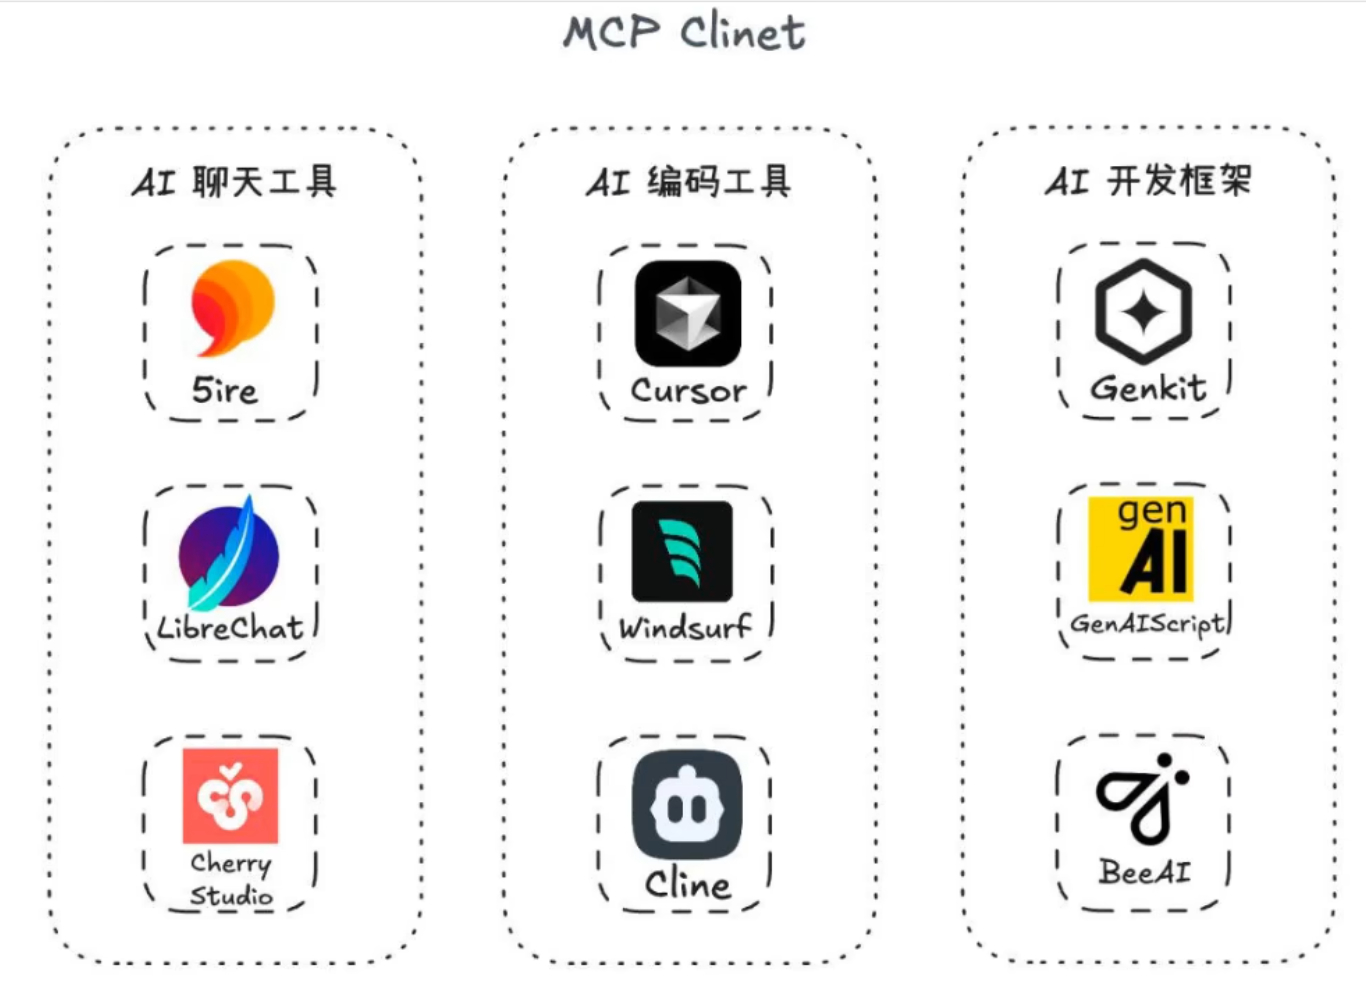 MCP Clinet
AI 聊天工具
5ire
LibreChat
Cherry
Studio
AI 编码工具
Cursor
Windsurf
Cline
AI 开发框架
Genkit
gen
AI
GenAIScript
BeeAI